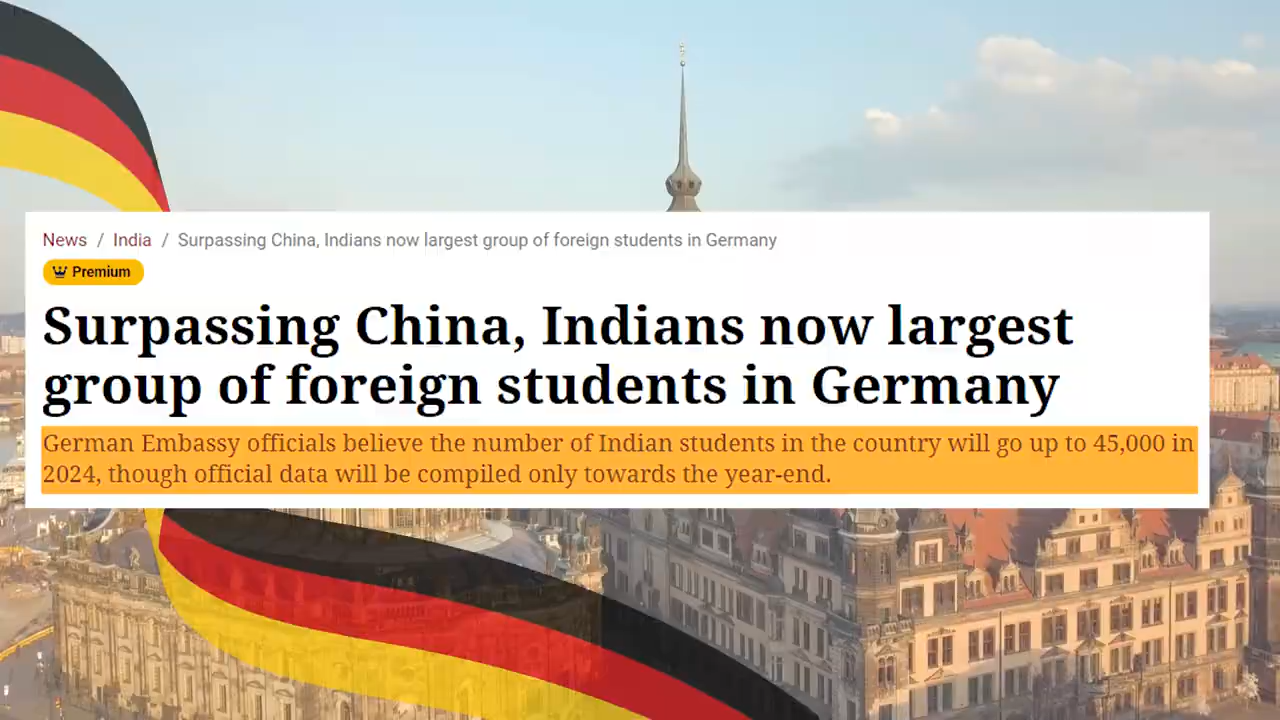 News / India / Surpassing China, Indians now largest group of foreign students in Germany
Premium
Surpassing China, Indians now largest
group of foreign students in Germany
German Embassy officials believe the number of Indian students in the country will go up to 45,000 in
2024, though official data will be compiled only towards the year-end.